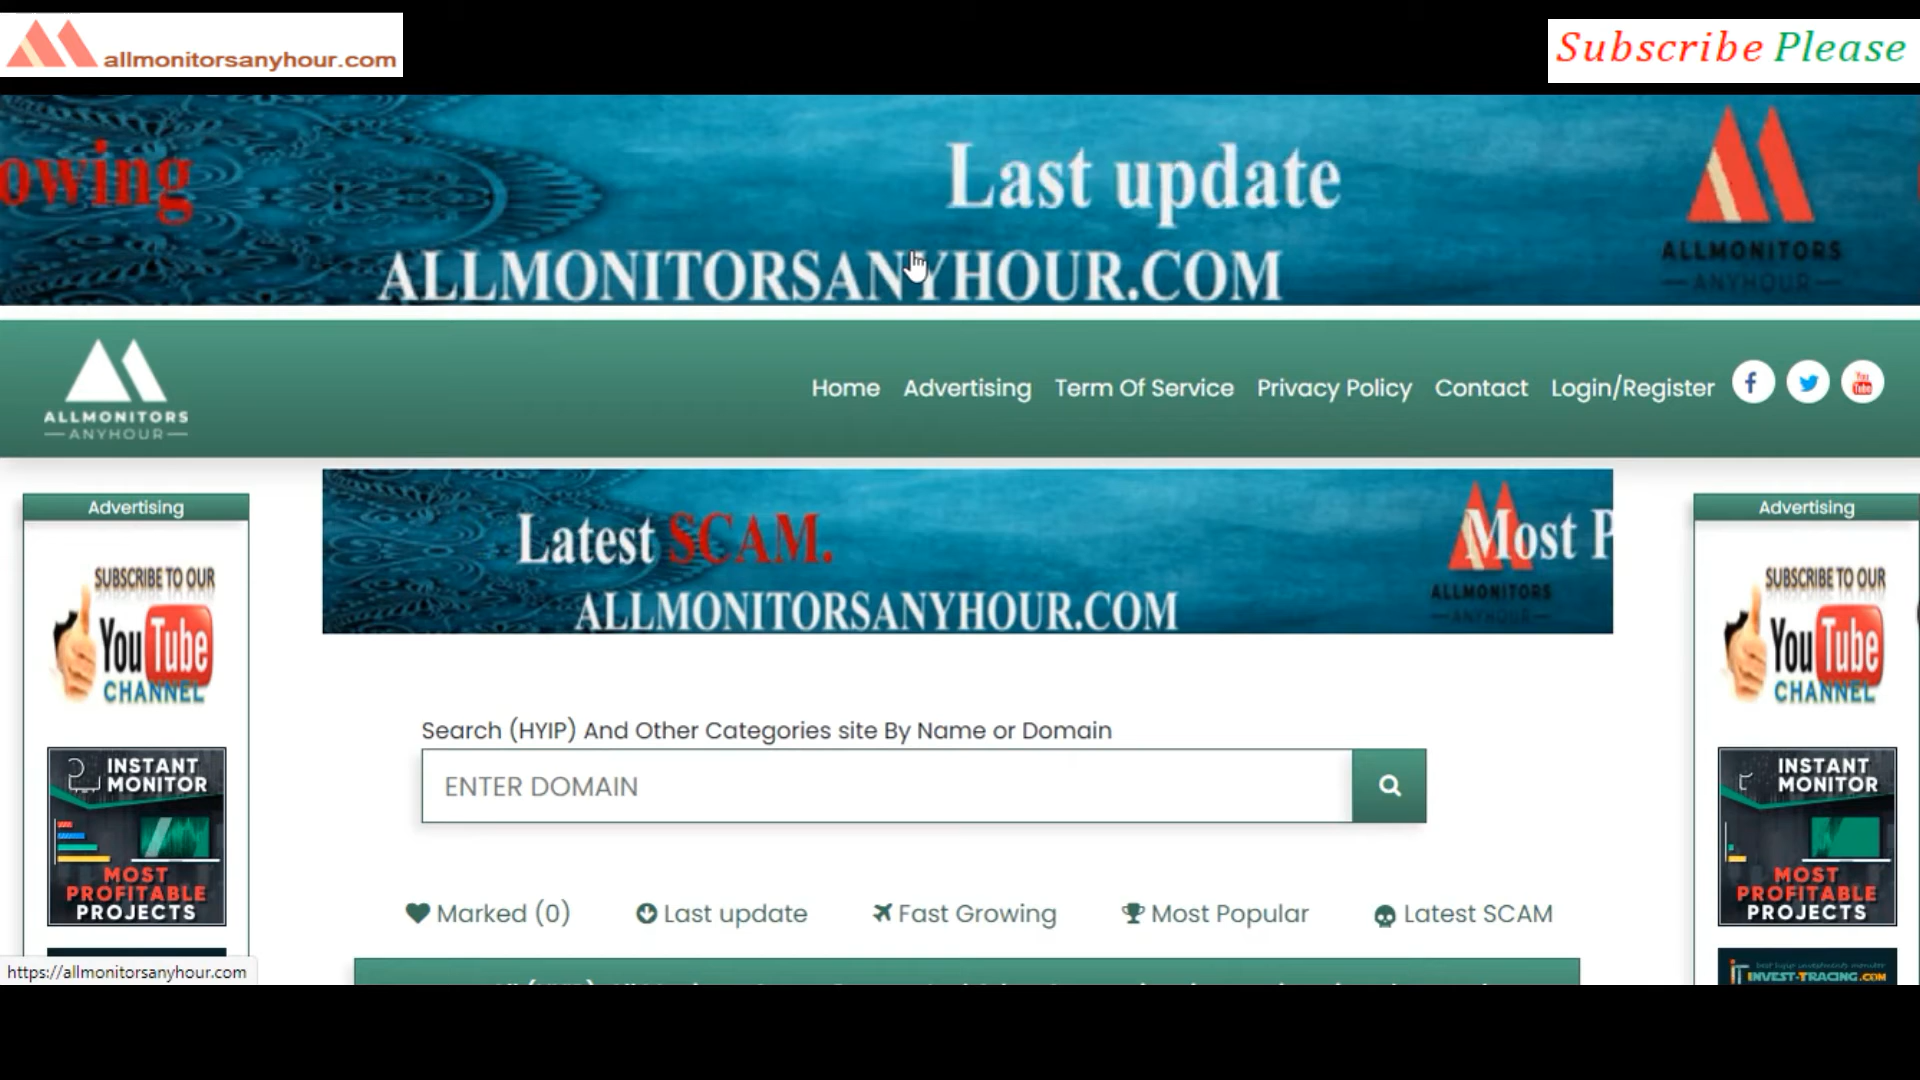 allmonitorsanyhour.com
Subscribe Please
owing
Last update
ALLMONITORSANYHOUR.COM
ALLMONITORS
ANYHOUR
ALLMONITORS
ANYHOUR
Home Advertising Term Of Service Privacy Policy Contact Login/Register
You Tube
Advertising
Latest SCAM.
Most P
ALLMONITORSANYHOUR.COM
ALLMONITORS
ANYHOUR
Advertising
SUBSCRIBE TO OUR
YouTube
CHANNEL
SUBSCRIBE TO OUR
YouTube
CHANNEL
Search (HYIP) And Other Categories site By Name or Domain
ENTER DOMAIN
INSTANT
MONITOR
MOST
PROFITABLE
PROJECTS
INSTANT
MONITOR
MOST
PROFITABLE
PROJECTS
Marked (0) Last update Fast Growing Most Popular Latest SCAM
https://allmonitorsanyhour.com
INVEST-TRACING.COM